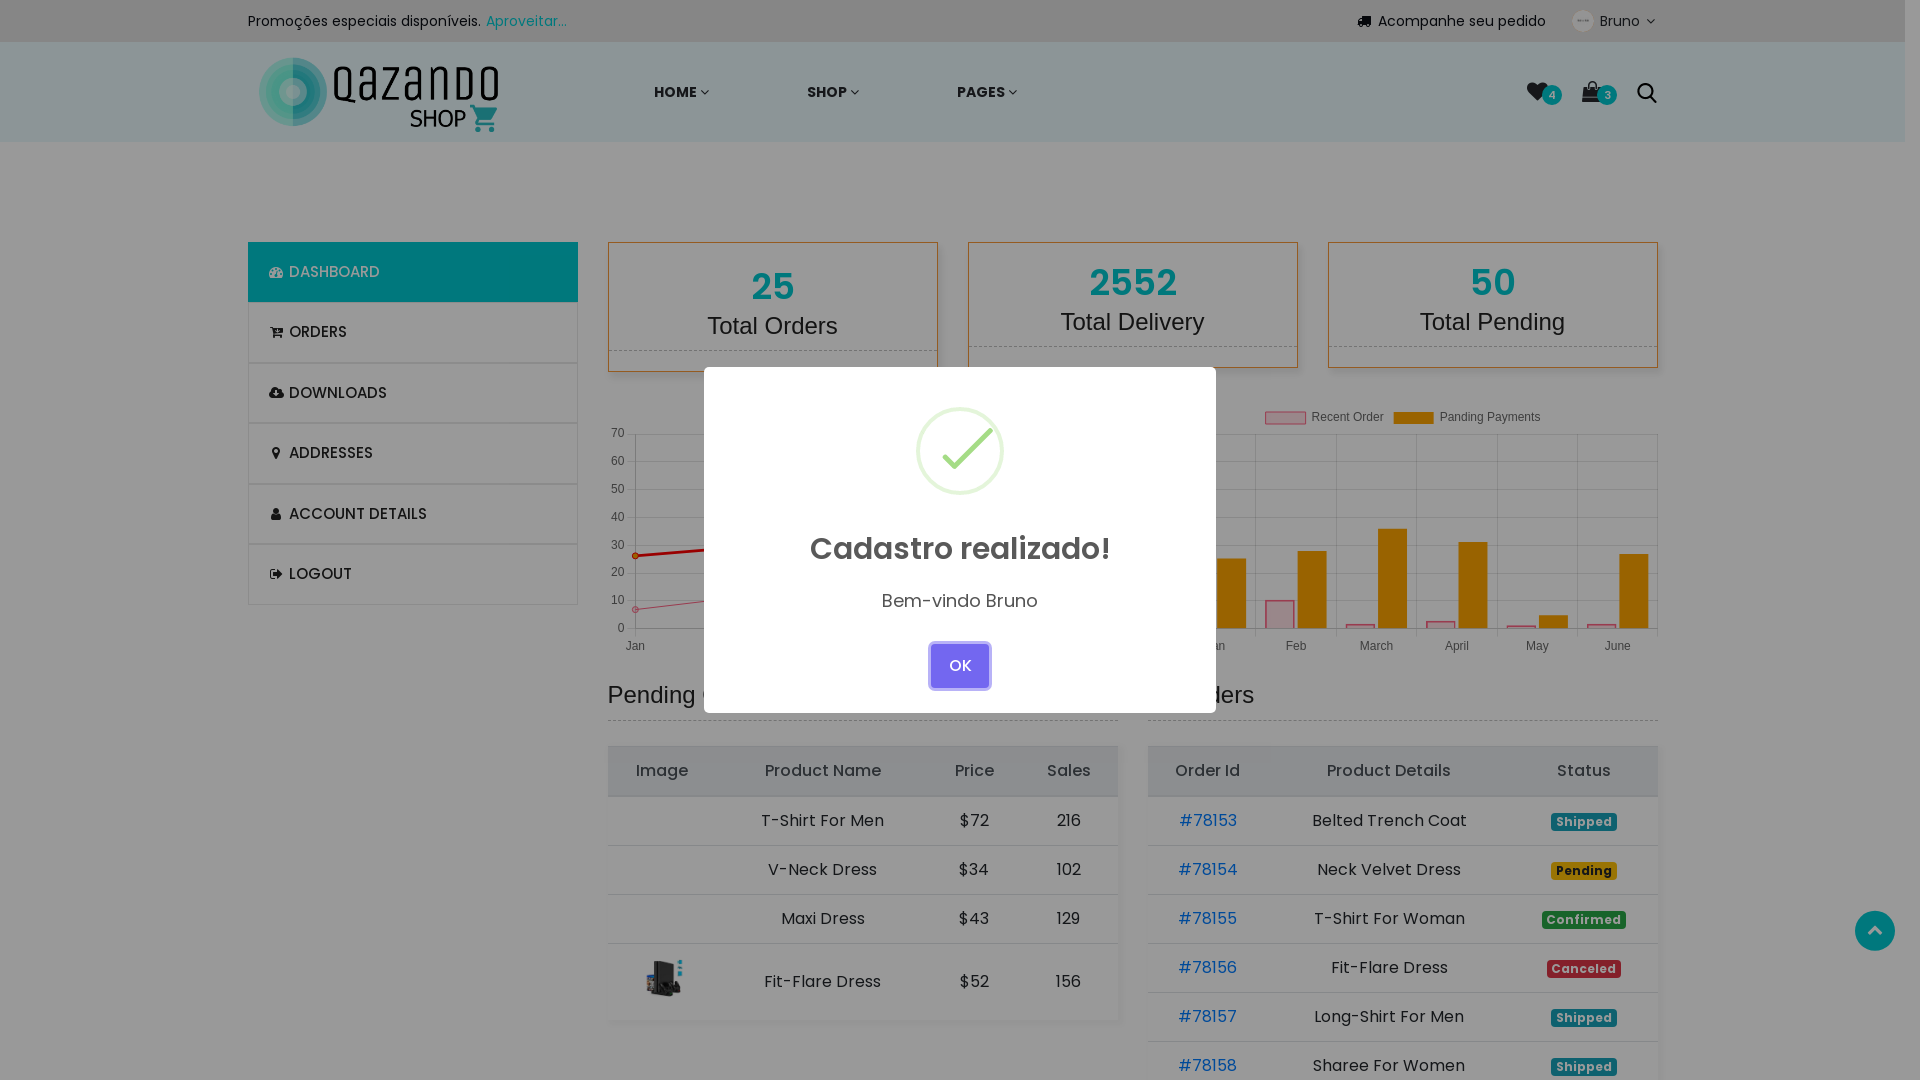 Promoções especiais disponíveis. Aproveitar...
Acompanhe seu pedido
Bruno
Qazando
SHOP
HOME
SHOP
PAGES
4
3
DASHBOARD
ORDERS
DOWNLOADS
ADDRESSES
ACCOUNT DETAILS
LOGOUT
25
Total Orders
2552
Total Delivery
50
Total Pending
70
60
50
40
30
20
10
0
Jan
Recent Order
Panding Payments
Feb
March
April
May
June
Cadastro realizado!
Bem-vindo Bruno
OK
Pending
Image Product Name Price Sales
T-Shirt For Men $72 216
V-Neck Dress $34 102
Maxi Dress $43 129
Fit-Flare Dress $52 156
Order Id Product Details Status
#78153 Belted Trench Coat Shipped
#78154 Neck Velvet Dress Pending
#78155 T-Shirt For Woman Confirmed
#78156 Fit-Flare Dress Canceled
#78157 Long-Shirt For Men Shipped
#78158 Sharee For Women Shipped